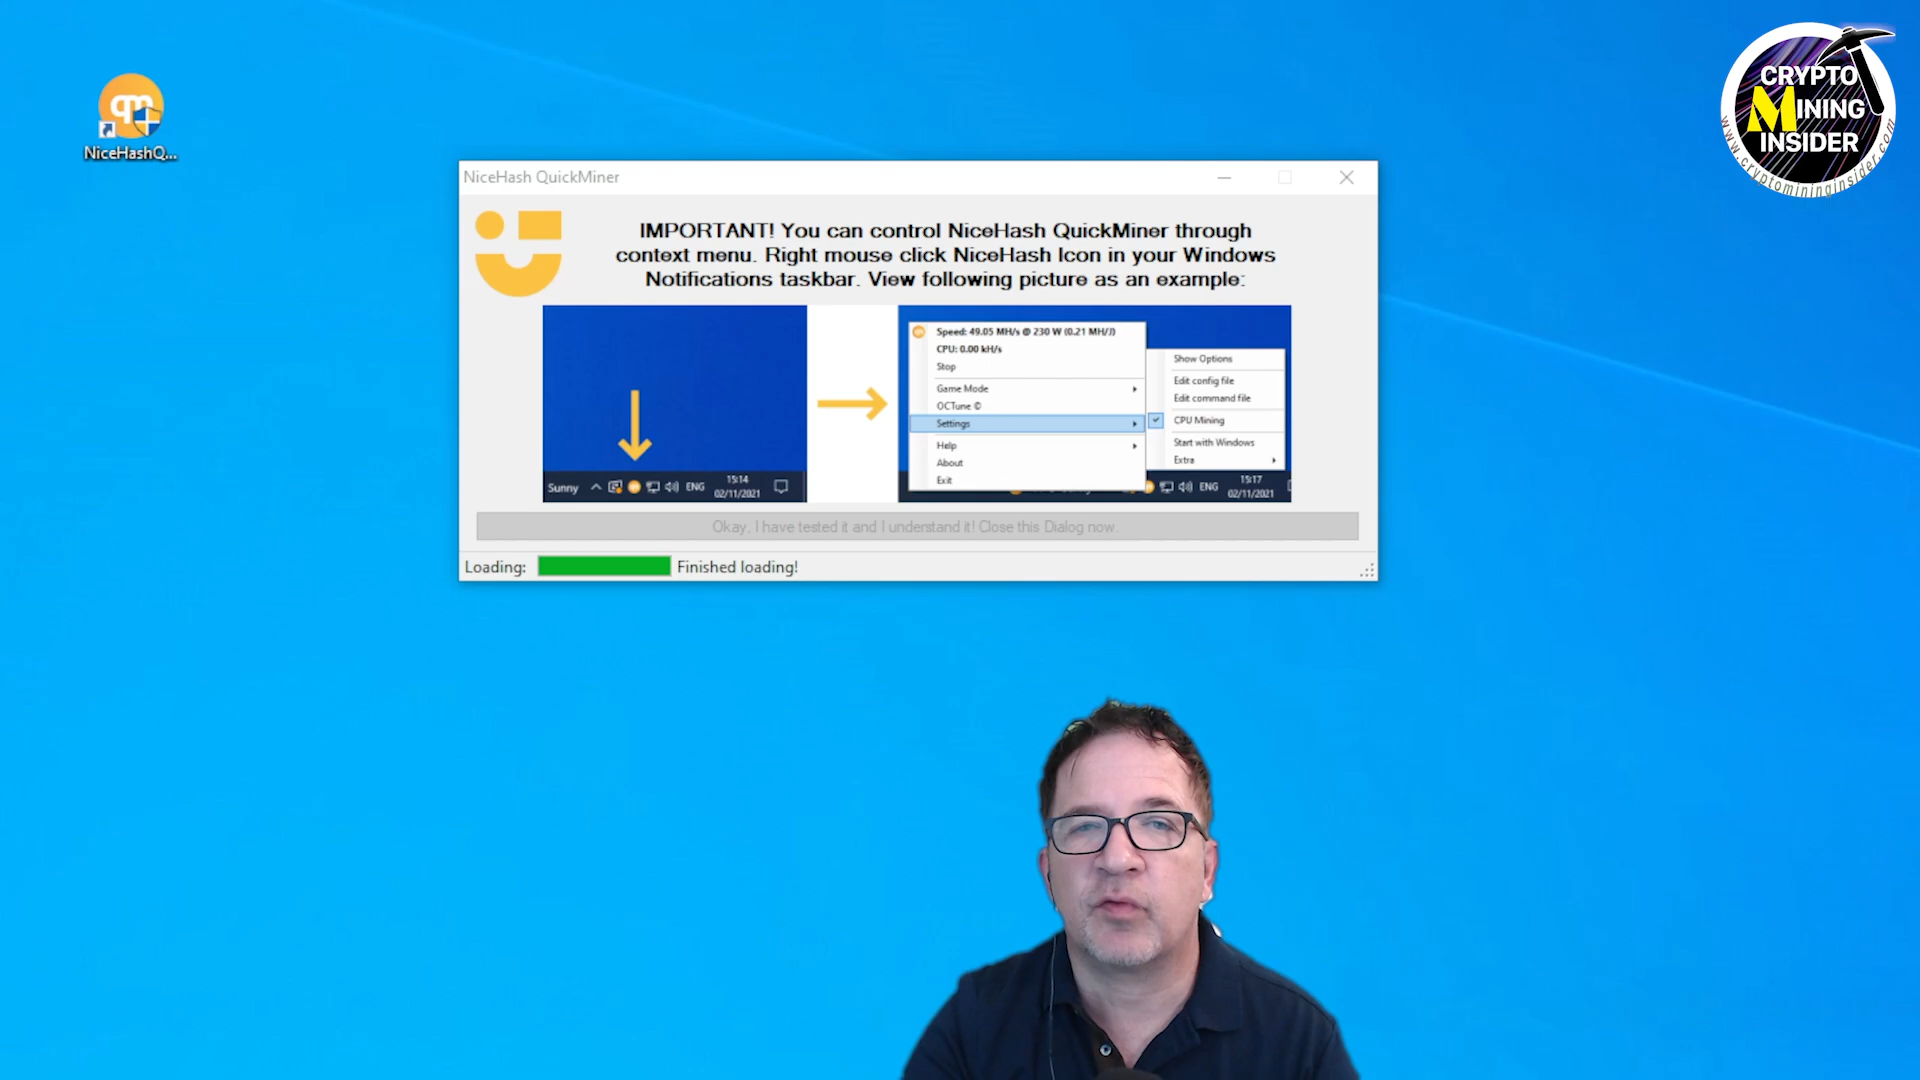 NiceHashQ...
CRYPTO
MINING
INSIDER
www.cryptomininginsider.com
NiceHash QuickMiner
IMPORTANT! You can control NiceHash QuickMiner through
context menu. Right mouse click NiceHash Icon in your Windows
Notifications taskbar. View following picture as an example:
Sunny
ENG
15:14
02/11/2021
Speed: 49.05 MH/s @ 230 W (0.21 MH/J)
CPU: 0.00 kH/s
Stop
Game Mode
OCTune ©
Settings
Help
About
Exit
Show Options
Edit config file
Edit command file
CPU Mining
Start with Windows
Extra
ENG
15:17
02/11/2021
Okay, I have tested it and I understand it! Close this Dialog now.
Loading:
Finished loading!